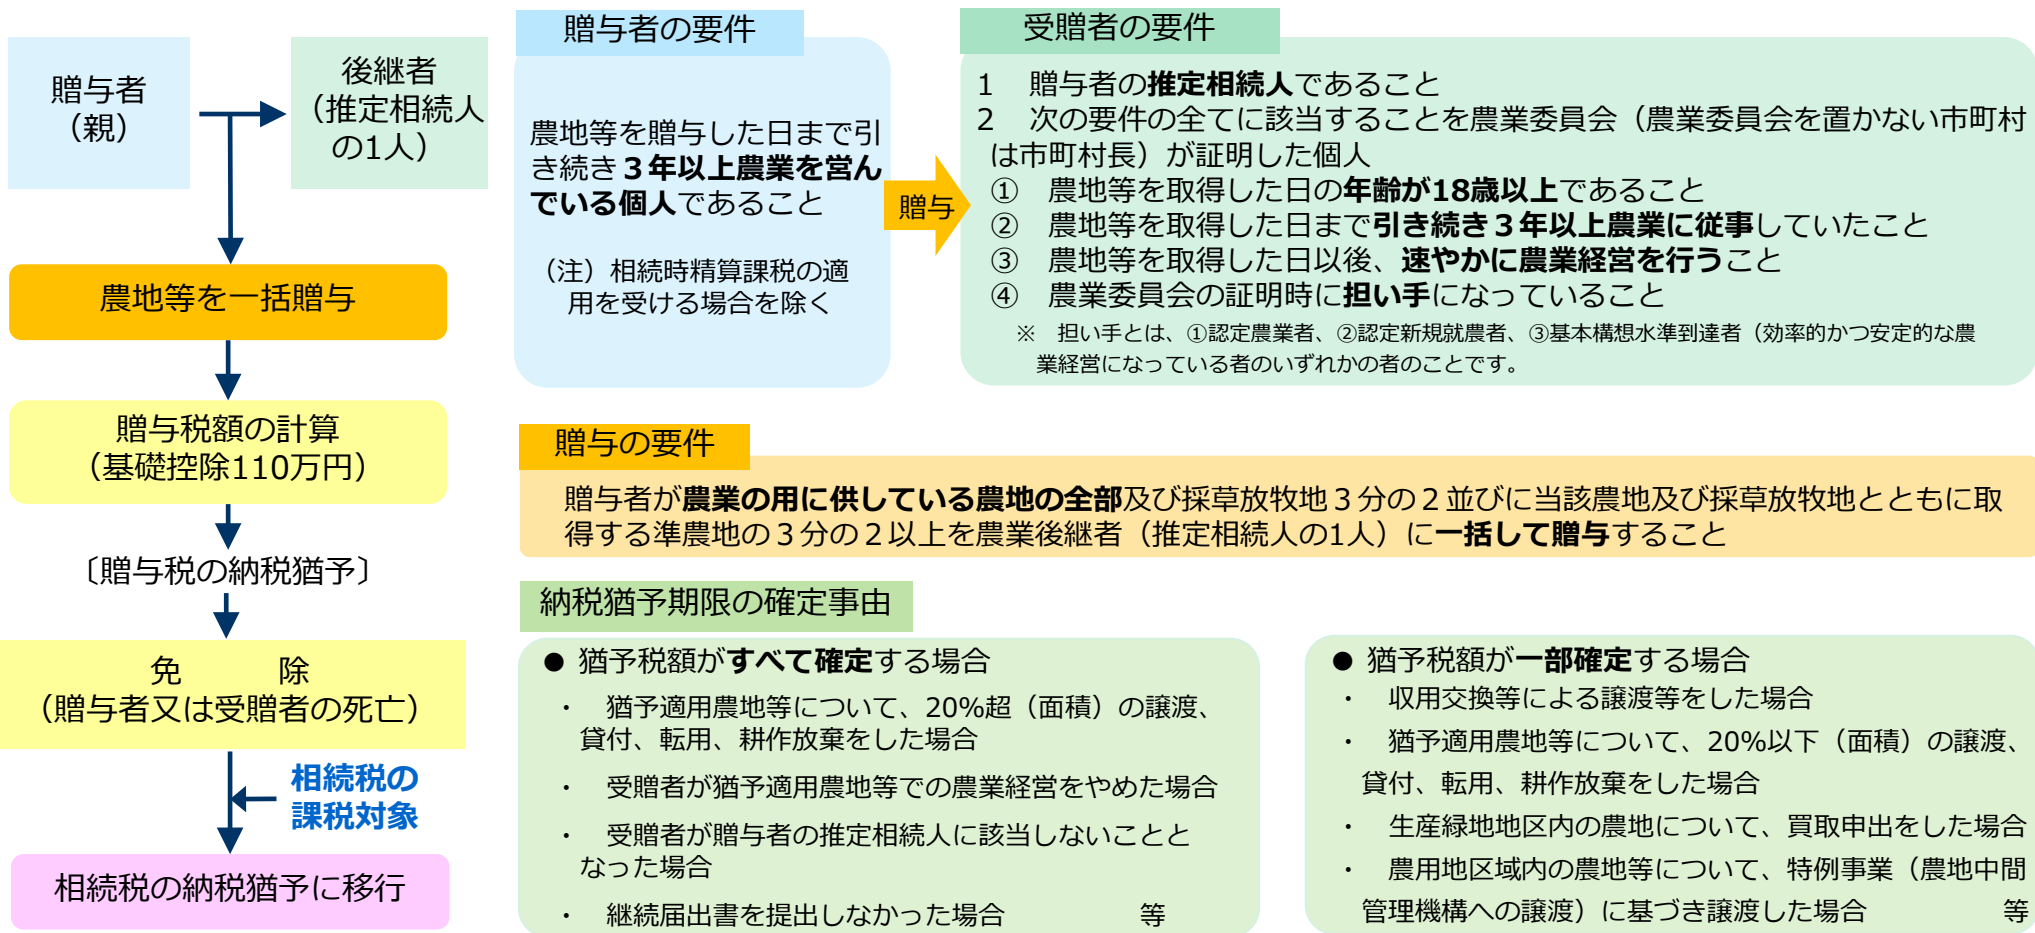 贈与者
（親）
後継者
（推定相続人
の1人）
農地等を一括贈与
贈与税額の計算
（基礎控除110万円）
〔贈与税の納税猶予〕
免　　　除
（贈与者又は受贈者の死亡）
相続税の
課税対象
相続税の納税猶予に移行
贈与者の要件
農地等を贈与した日まで引
き続き３年以上農業を営ん
でいる個人であること
（注）相続時精算課税の適
用を受ける場合を除く
贈与
受贈者の要件
1　贈与者の推定相続人であること
2　次の要件の全てに該当することを農業委員会（農業委員会を置かない市町村
は市町村長）が証明した個人
①　農地等を取得した日の年齢が18歳以上であること
②　農地等を取得した日まで引き続き３年以上農業に従事していたこと
③　農地等を取得した日以後、速やかに農業経営を行うこと
④　農業委員会の証明時に担い手になっていること
※　担い手とは、①認定農業者、②認定新規就農者、③基本構想水準到達者（効率的かつ安定的な農
業経営になっている者のいずれかの者のことです。
贈与の要件
贈与者が農業の用に供している農地の全部及び採草放牧地３分の２並びに当該農地及び採草放牧地とともに取
得する準農地の３分の２以上を農業後継者（推定相続人の1人）に一括して贈与すること
納税猶予期限の確定事由
● 猶予税額がすべて確定する場合
・　猶予適用農地等について、20%超（面積）の譲渡、
貸付、転用、耕作放棄をした場合
・　受贈者が猶予適用農地等での農業経営をやめた場合
・　受贈者が贈与者の推定相続人に該当しないことと
なった場合
・　継続届出書を提出しなかった場合　　　　　等
● 猶予税額が一部確定する場合
・　収用交換等による譲渡等をした場合
・　猶予適用農地等について、20%以下（面積）の譲渡、
貸付、転用、耕作放棄をした場合
・　生産緑地地区内の農地について、買取申出をした場合
・　農用地区域内の農地等について、特例事業（農地中間
管理機構への譲渡）に基づき譲渡した場合　　　　　等